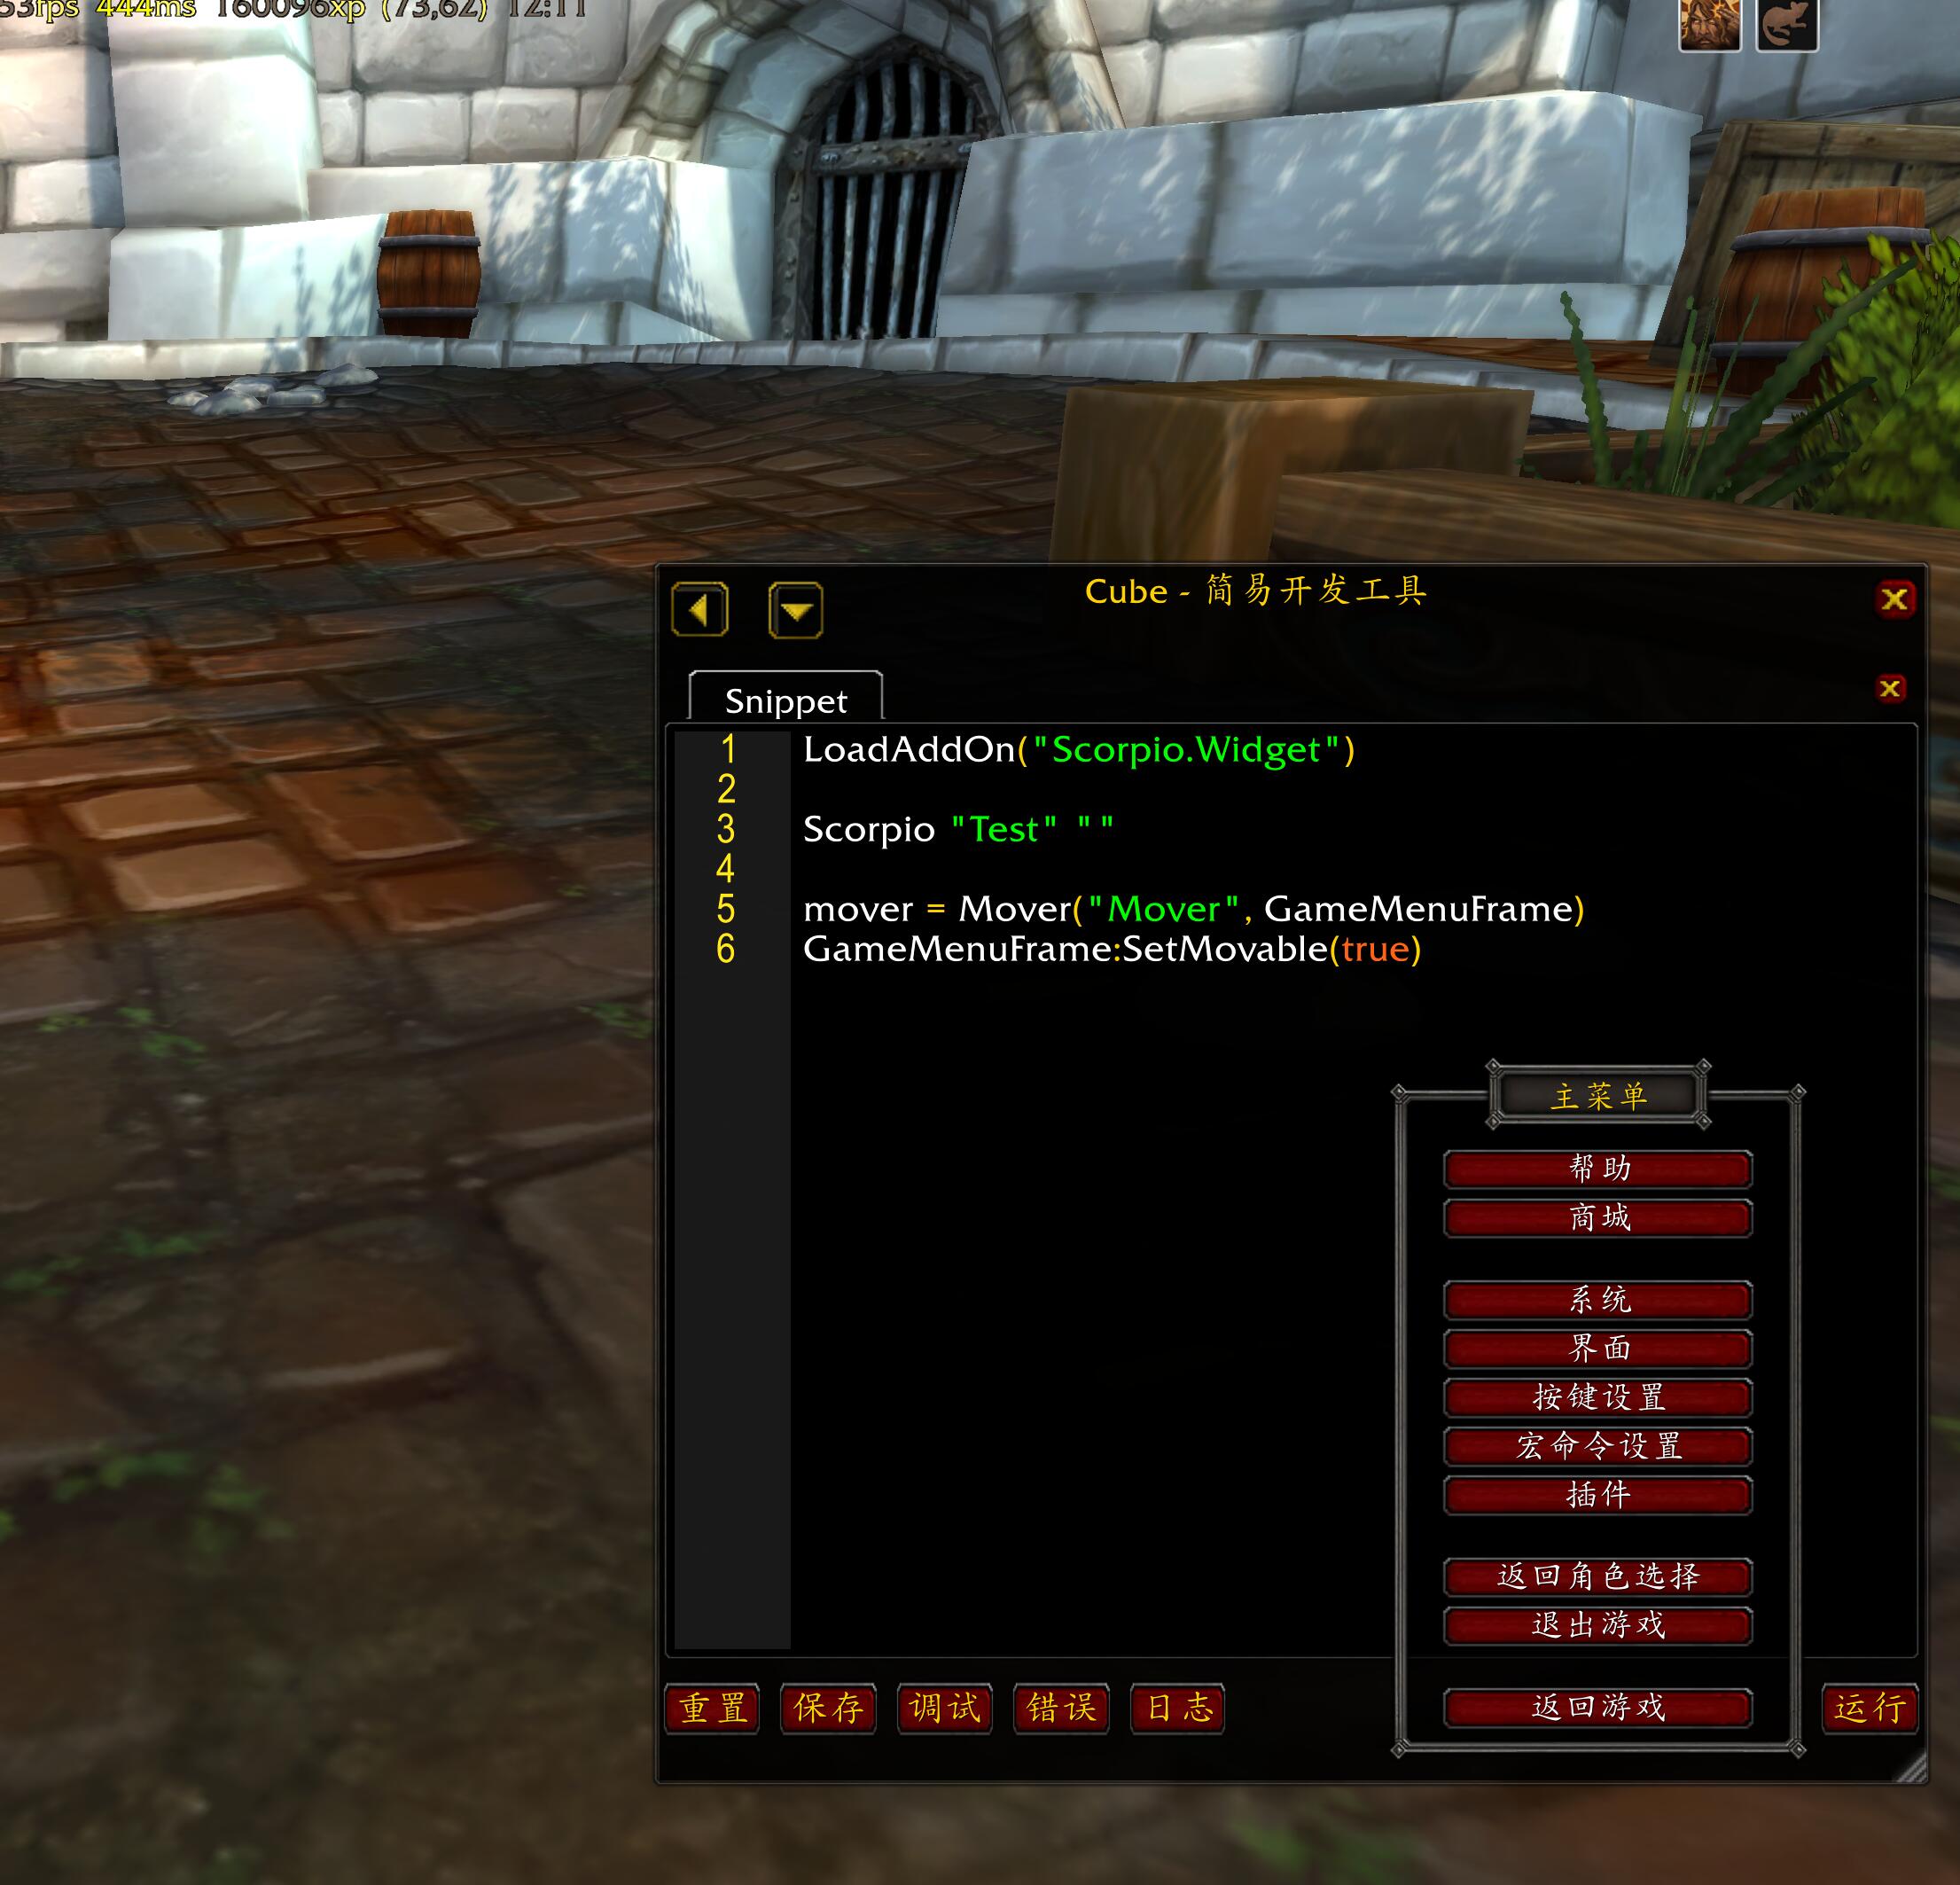 53fps 444ms 160096xp (73,62) 12:11
Cube - 简易开发工具
Snippet
1 LoadAddOn("Scorpio.Widget")
2
3 Scorpio "Test" ""
4
5 mover = Mover("Mover", GameMenuFrame)
6 GameMenuFrame:SetMovable(true)
主菜单
帮助
商城
系统
界面
按键设置
宏命令设置
插件
返回角色选择
退出游戏
返回游戏
重置 保存 调试 错误 日志 运行